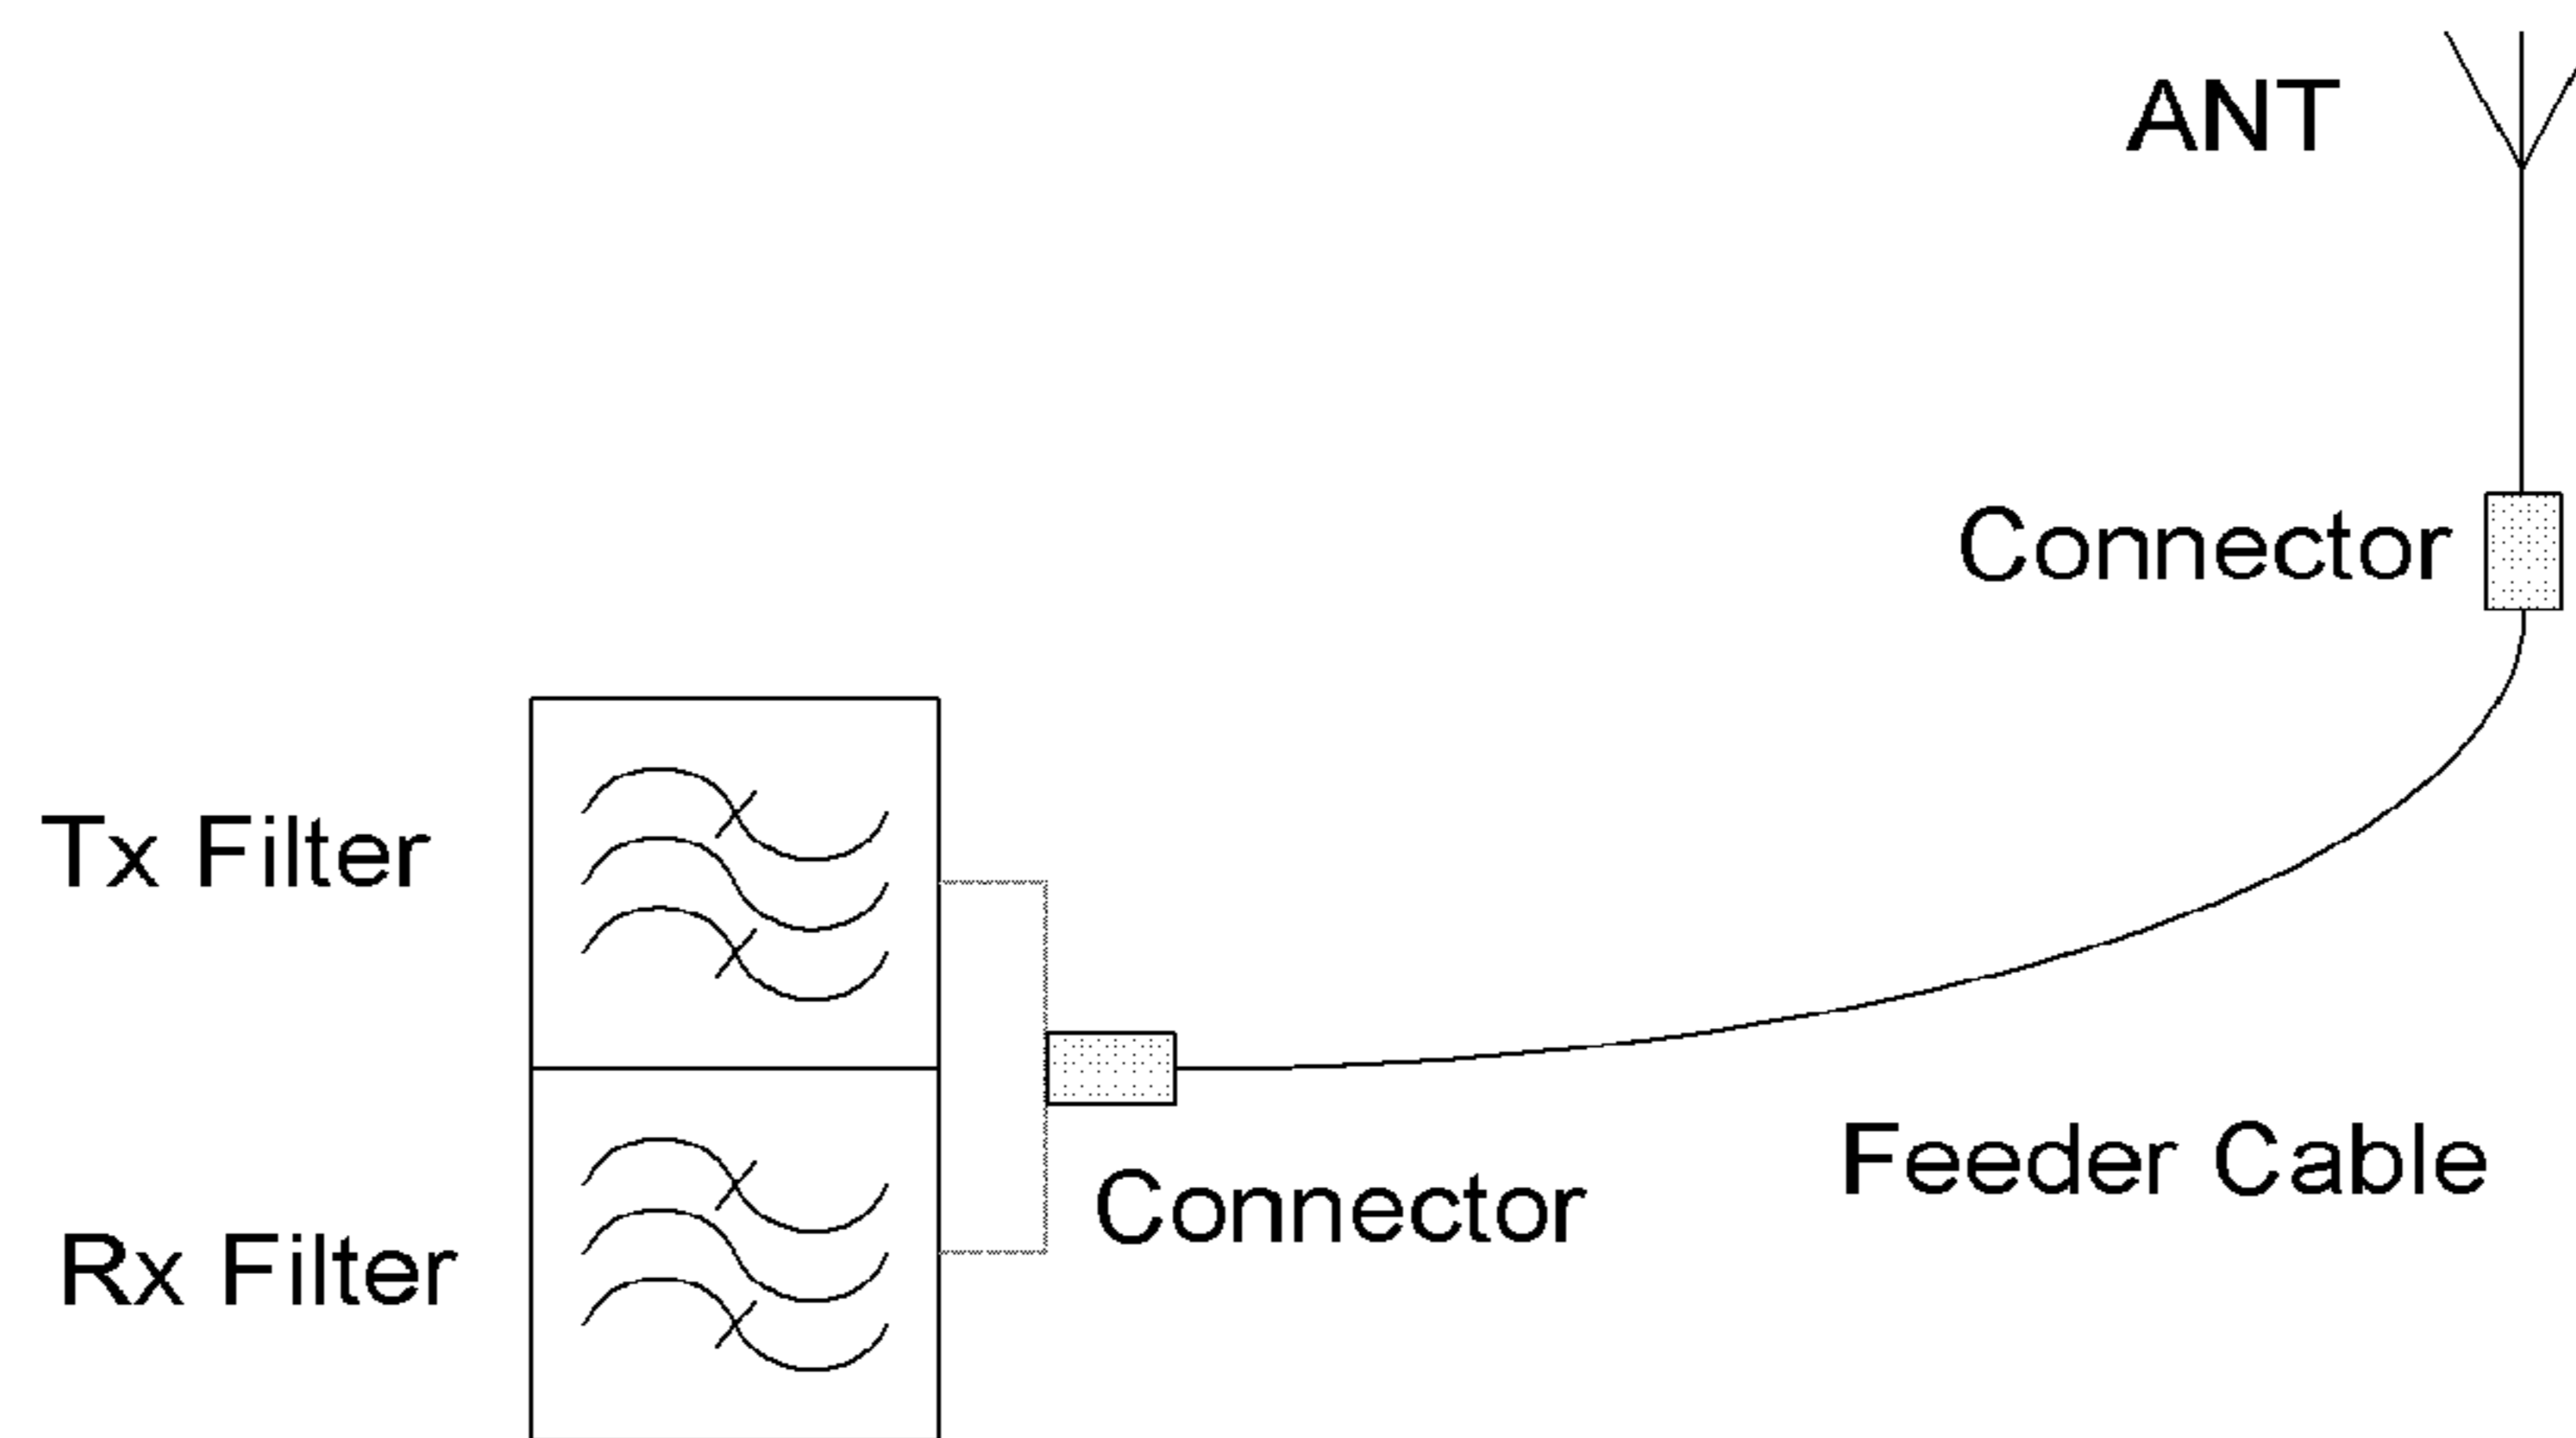 ANT
Connector
Tx Filter
Connector
Feeder Cable
Rx Filter